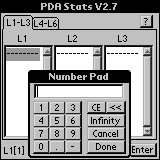 PDA Stats V2.7
L1-L3 L4-L6 ?
L1 L2 L3
Number Pad
1 2 3 CE <<
4 5 6 Infinity
7 8 9 Cancel
0 . - Done
L1[1] Enter